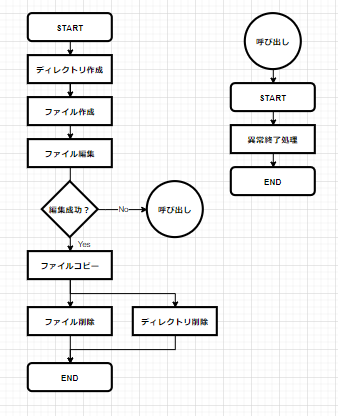 START
ディレクトリ作成
ファイル作成
ファイル編集
編集成功？
No
呼び出し
Yes
ファイルコピー
ファイル削除
ディレクトリ削除
END
呼び出し
START
異常終了処理
END